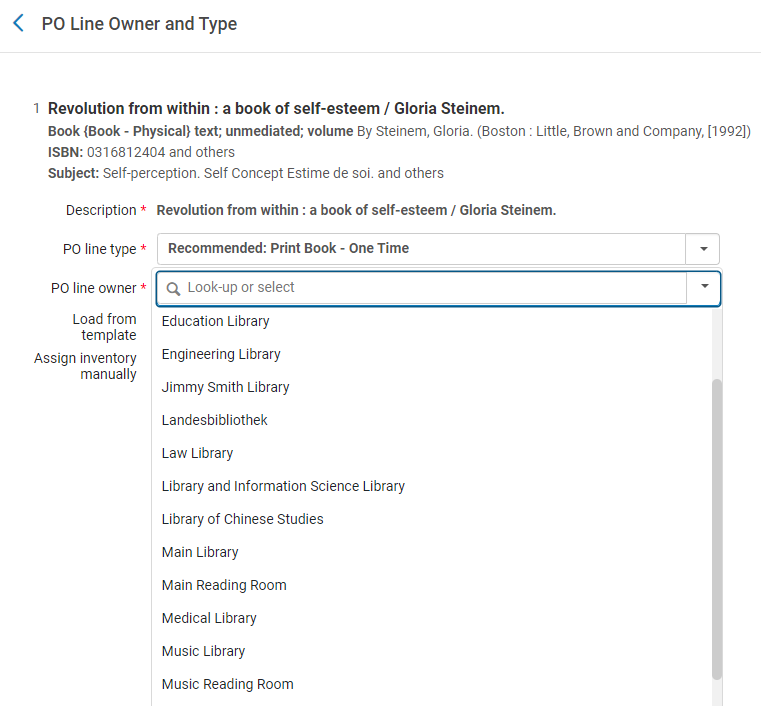 PO Line Owner and Type
1 Revolution from within : a book of self-esteem / Gloria Steinem.
Book {Book - Physical} text; unmediated; volume By Steinem, Gloria. (Boston : Little, Brown and Company, [1992])
ISBN: 0316812404 and others
Subject: Self-perception. Self Concept Estime de soi. and others
Description * Revolution from within : a book of self-esteem / Gloria Steinem.
PO line type * Recommended: Print Book - One Time
PO line owner * Look-up or select
Load from
template
Assign inventory
manually
Education Library
Engineering Library
Jimmy Smith Library
Landesbibliothek
Law Library
Library and Information Science Library
Library of Chinese Studies
Main Library
Main Reading Room
Medical Library
Music Library
Music Reading Room